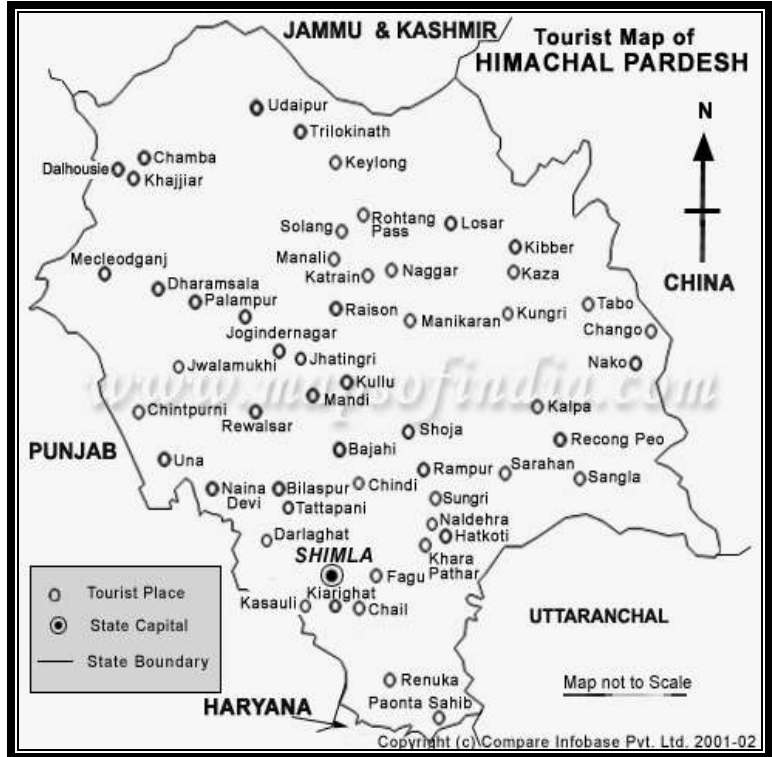 JAMMU & KASHMIR
Tourist Map of
HIMACHAL PARDESH
N
Udaipur
Trilokinath
Chamba
Keylong
Dalhousie
Khajjiar
Rohtang
Pass
Losar
Solang
Kibber
Mecleodganj
Manali
Naggar
Kaza
Katrain
CHINA
Dharamsala
Palampur
Raison
Manikaran
Kungri
Tabo
Chango
Jogindernagar
Jwalamukhi
Jhatingri
Nako
Kullu
www.mapsofindia.com
Mandi
Chintpurni
Rewalsar
Kalpa
Shoja
Recong Peo
PUNJAB
Bajahi
Una
Rampur
Sarahan
Sangla
Naina
Devi
Bilaspur
Chindi
Sungri
Tattapani
Naldehra
Hatkoti
Darlaghat
SHIMLA
Khara
Pathar
Fagu
Kiarighat
Kasauli
Chail
Tourist Place
State Capital
State Boundary
UTTARANCHAL
Renuka
Map not to Scale
Paonta Sahib
HARYANA
Copyright (c) Compare Infobase Pvt. Ltd. 2001-02